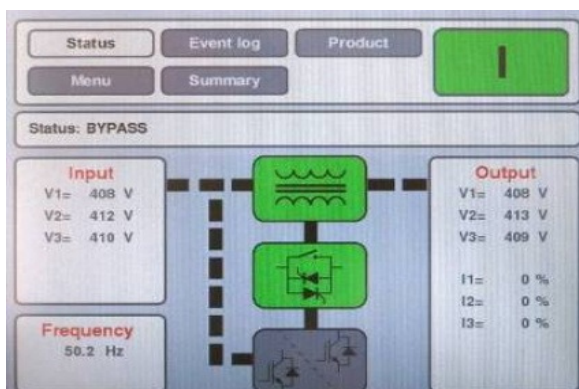 Status Event log Product I
Menu Summary
Status: BYPASS
Input
V1= 408 V
V2= 412 V
V3= 410 V
Frequency
50.2 Hz
Output
V1= 408 V
V2= 413 V
V3= 409 V
I1= 0 %
I2= 0 %
I3= 0 %